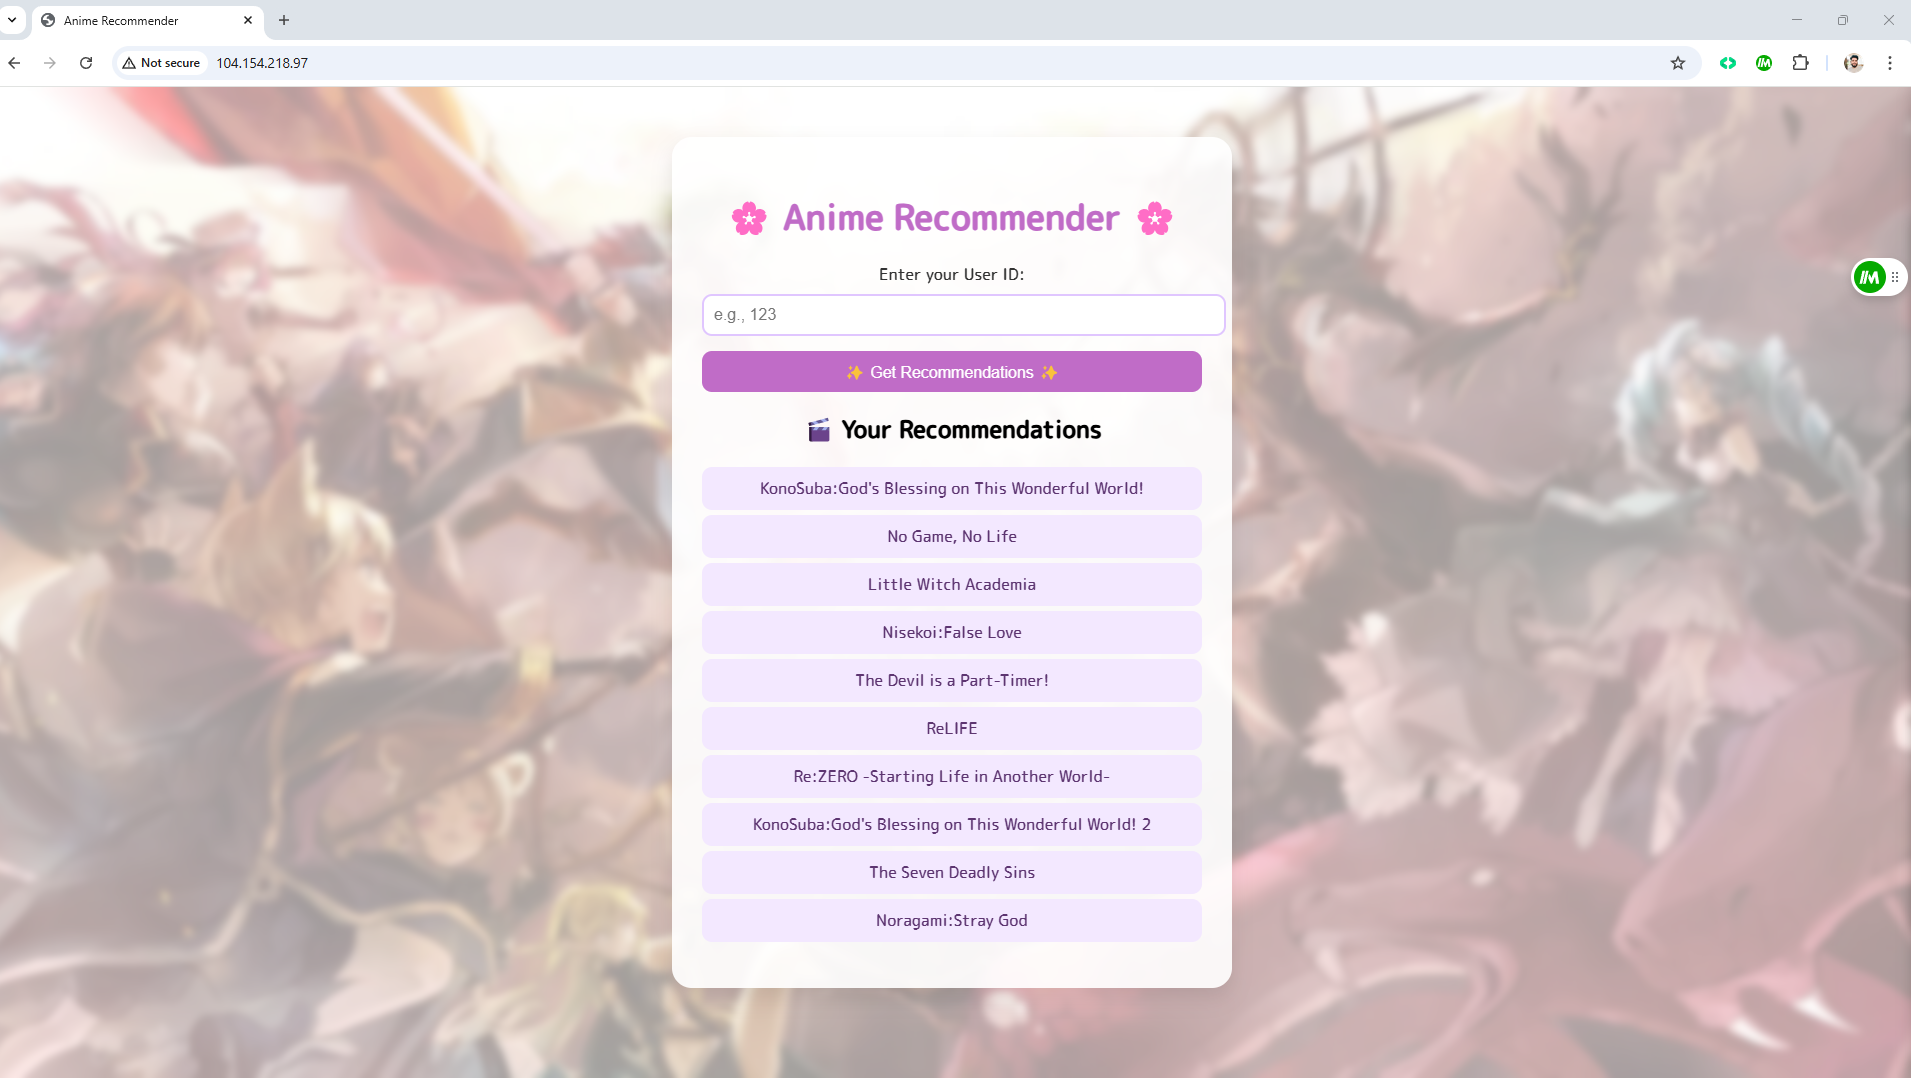 Anime Recommender
Not secure
104.154.218.97
Anime Recommender
Enter your User ID:
e.g., 123
✨ Get Recommendations ✨
Your Recommendations
KonoSuba:God's Blessing on This Wonderful World!
No Game, No Life
Little Witch Academia
Nisekoi:False Love
The Devil is a Part-Timer!
ReLIFE
Re:ZERO -Starting Life in Another World-
KonoSuba:God's Blessing on This Wonderful World! 2
The Seven Deadly Sins
Noragami:Stray God